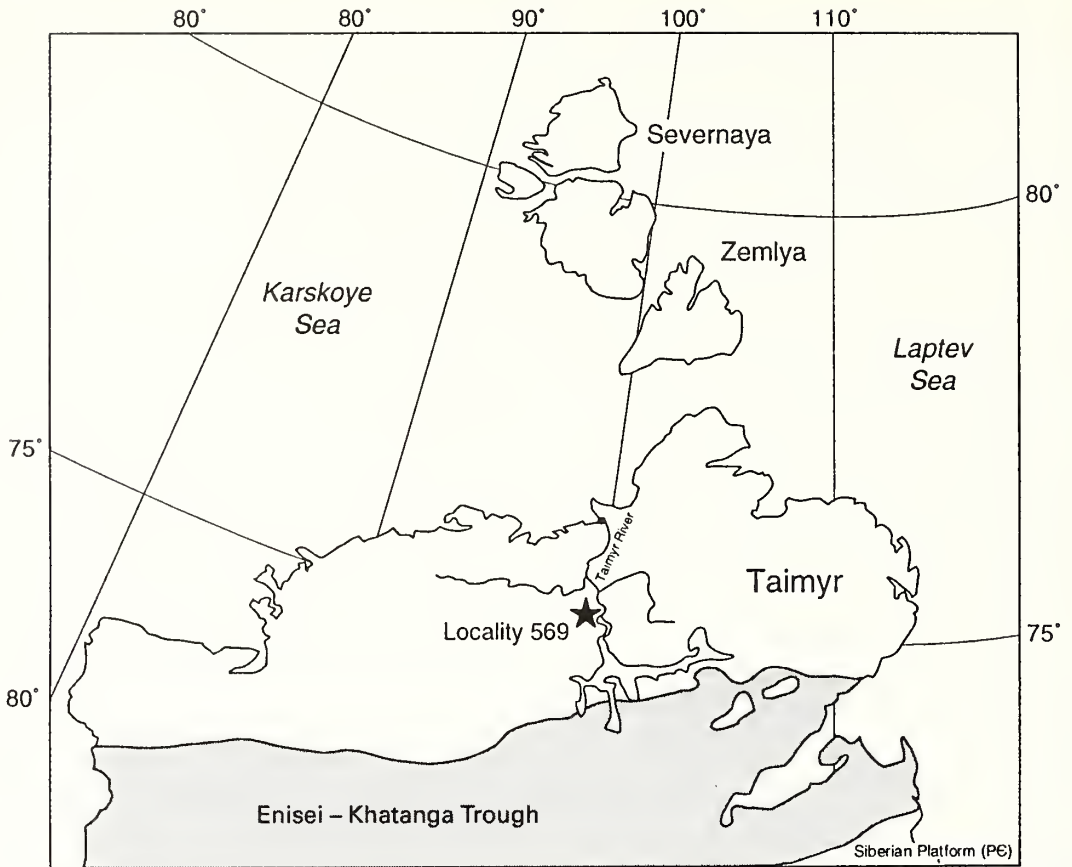 80°
80°
90°
100°
110°
Severnaya
80°
Zemlya
Karskoye
Sea
Laptev
Sea
75°
Taimyr River
Taimyr
Locality 569
75°
80°
Enisei – Khatanga Trough
Siberian Platform (PЄ)